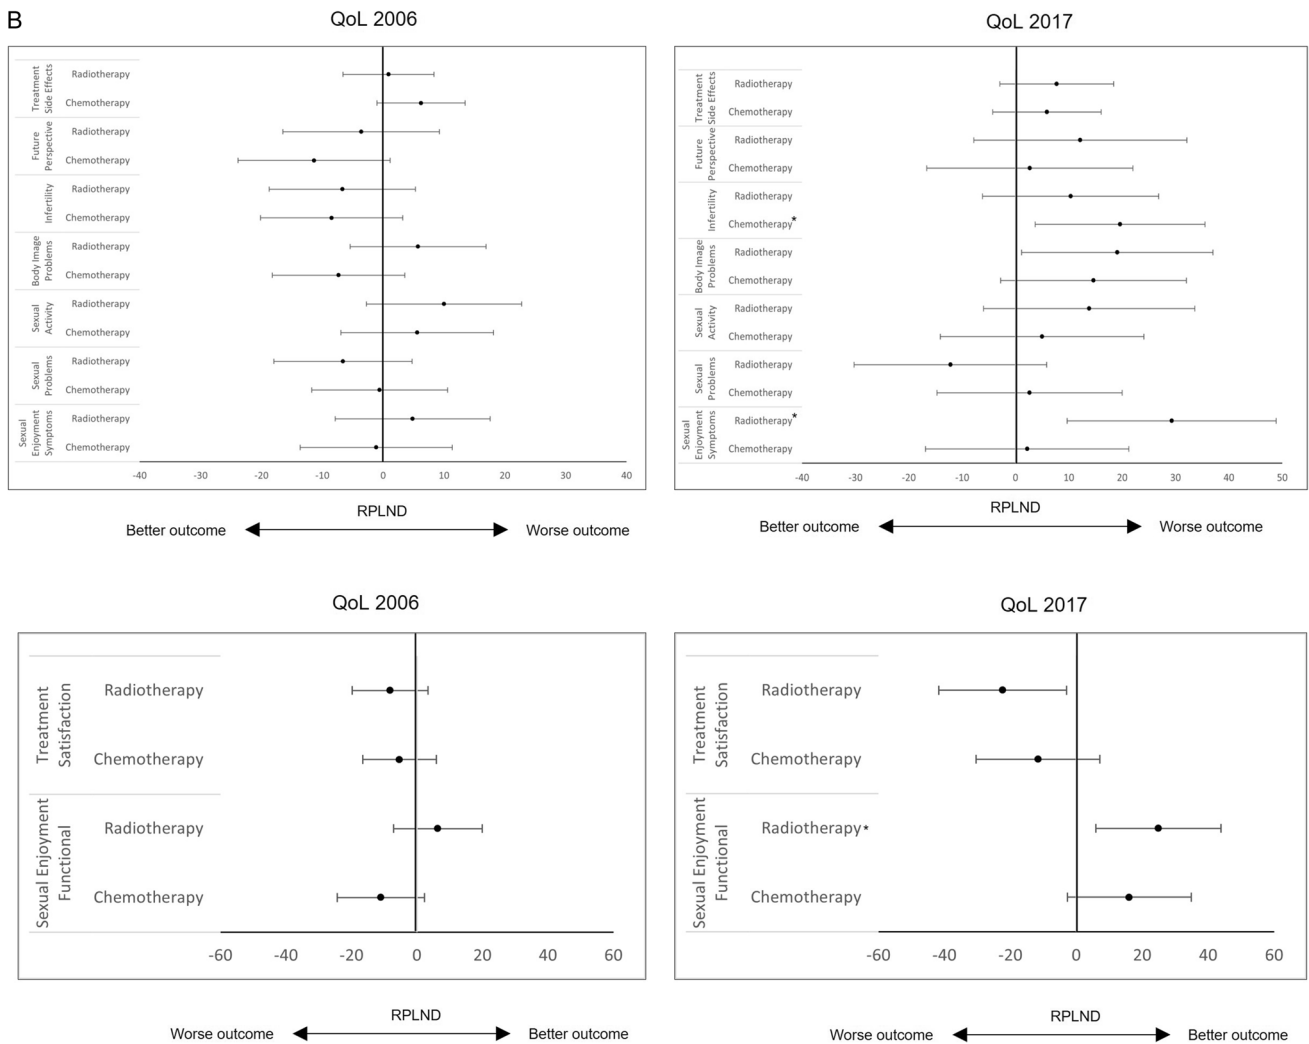 B
QoL 2006
Treatment
Side Effects
Radiotherapy
Chemotherapy
Future
Perspective
Radiotherapy
Chemotherapy
Infertility
Radiotherapy
Chemotherapy
Body Image
Problems
Radiotherapy
Chemotherapy
Sexual
Activity
Radiotherapy
Chemotherapy
Sexual
Problems
Radiotherapy
Chemotherapy
Sexual
Enjoyment
Symptoms
Radiotherapy
Chemotherapy
-40 -30 -20 -10 0 10 20 30 40
RPLND
Better outcome Worse outcome
QoL 2017
Treatment
Side Effects
Radiotherapy
Chemotherapy
Future
Perspective
Radiotherapy
Chemotherapy
Infertility
Radiotherapy
Chemotherapy*
Body Image
Problems
Radiotherapy
Chemotherapy
Sexual
Activity
Radiotherapy
Chemotherapy
Sexual
Problems
Radiotherapy
Chemotherapy
Sexual
Enjoyment
Symptoms
Radiotherapy*
Chemotherapy
-40 -30 -20 -10 0 10 20 30 40 50
RPLND
Better outcome Worse outcome
QoL 2006
Treatment
Satisfaction
Radiotherapy
Chemotherapy
Sexual Enjoyment
Functional
Radiotherapy
Chemotherapy
-60 -40 -20 0 20 40 60
RPLND
Worse outcome Better outcome
QoL 2017
Treatment
Satisfaction
Radiotherapy
Chemotherapy
Sexual Enjoyment
Functional
Radiotherapy*
Chemotherapy
-60 -40 -20 0 20 40 60
RPLND
Worse outcome Better outcome